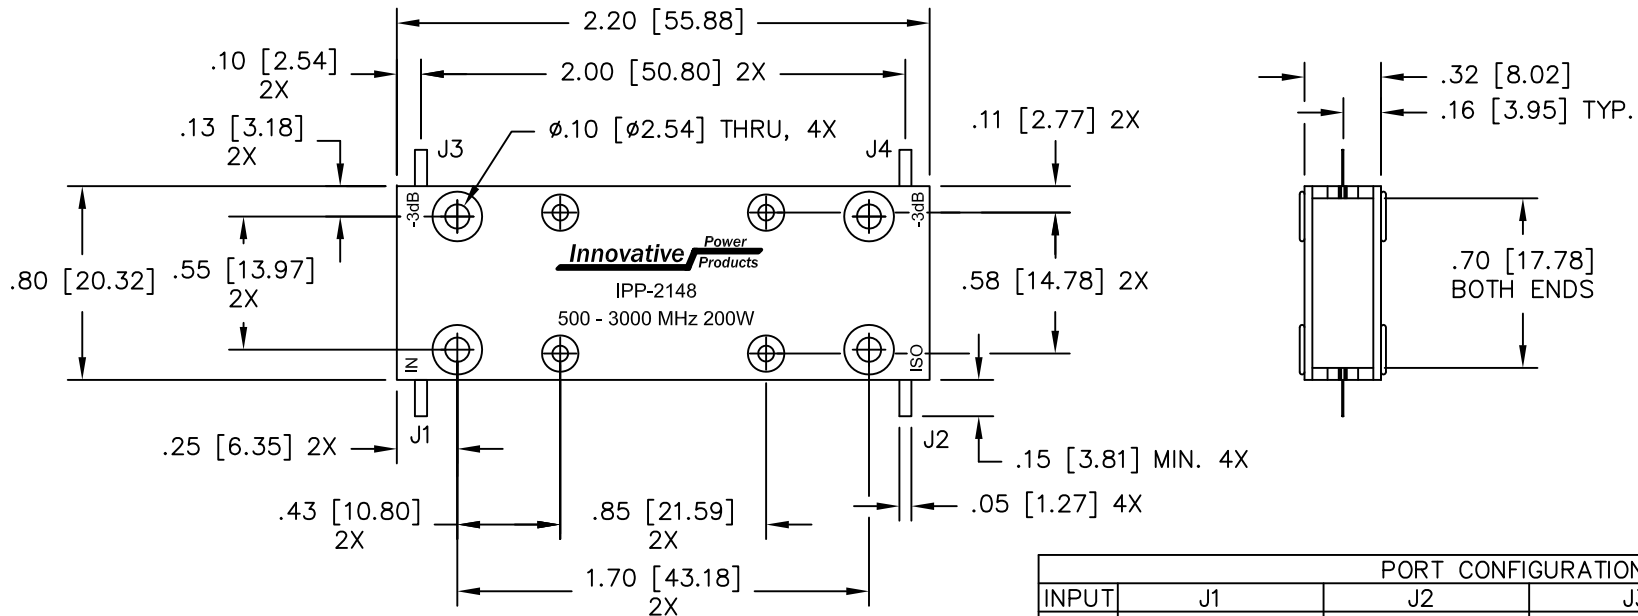 2.20 [55.88]
.10 [2.54]
2X
2.00 [50.80] 2X
.32 [8.02]
.16 [3.95] TYP.
.13 [3.18]
2X
ø.10 [ø2.54] THRU, 4X
.11 [2.77] 2X
J3
J4
-3dB
-3dB
.80 [20.32]
.55 [13.97]
2X
Innovative Power
Products
IPP-2148
500 - 3000 MHz 200W
.58 [14.78] 2X
.70 [17.78]
BOTH ENDS
IN
ISO
J1
J2
.25 [6.35] 2X
.15 [3.81] MIN. 4X
.05 [1.27] 4X
.43 [10.80]
2X
.85 [21.59]
2X
1.70 [43.18]
2X
PORT CONFIGURATION
INPUT J1 J2